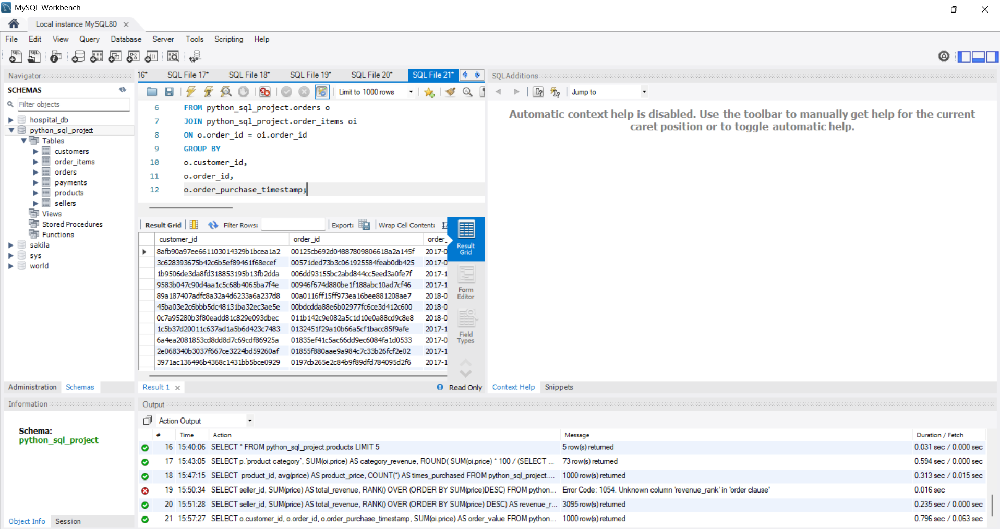 MySQL Workbench
Local instance MySQL80
File Edit View Query Database Server Tools Scripting Help
Navigator
SCHEMAS
Filter objects
hospital_db
python_sql_project
Tables
customers
order_items
orders
payments
products
sellers
Views
Stored Procedures
Functions
sakila
sys
world
Administration Schemas
Information
Schema:
python_sql_project
Object Info Session
16* SQL File 17* SQL File 18* SQL File 19* SQL File 20* SQL File 21*
Limit to 1000 rows
6 FROM python_sql_project.orders o
7 JOIN python_sql_project.order_items oi
8 ON o.order_id = oi.order_id
9 GROUP BY
10 o.customer_id,
11 o.order_id,
12 o.order_purchase_timestamp;
Result Grid Filter Rows: Export: Wrap Cell Content:
customer_id order_id order_
8afb90a97ee661103014329b1bcea1a2 00125cb692d04887809806618a2a145f 2017-0
3c628393675b42c6b5ef89461f68ecef 00571ded73b3c061925584feab0db425 2017-0
1b9506de3da8fd318853195b13fb2dda 006dd93155bc2abd844cc5eed3a0fe7f 2017-1
9583b047c90d4aa1c5c68b4065ba7f4e 00946f674d880be1f188abc10ad7cf46 2017-1
89a187407adfc8a32a4d6233a6a237d8 00a0116ff15ff973ea16bee881208ae7 2018-0
45ba03e2c6bbb5dc48131ba32ec3ae5e 00bdcdda88e6b02977fc6ce3d412c600 2018-0
0c7a95280b3f80eadd81c829e093dbec 011b142c9e082a5c1d10e0a88cd9c8e8 2018-0
1c5b37d20011c637ad1a5b6d423c7483 0132451f29a10b66a5cf1bacc85f9afe 2017-1
6a4ea2081853cd8dd8d7c69cdf86925a 01835ef41c5ac66dd9ec6084fa1d0533 2017-0
2e068340b3037f667ce3224bd59260af 01855f880aae9a984c7c33b26fcf2e02 2017-1
3971ac136496b4368c1431bb5bce0929 0197cb265e2c84b9f89dfd784095d2f6 2017-1
Result
Grid
Form
Editor
Field
Types
Result 1 Read Only
SQLAdditions
Jump to
Automatic context help is disabled. Use the toolbar to manually get help for the current
caret position or to toggle automatic help.
Context Help Snippets
Output
Action Output
# Time Action Message Duration / Fetch
16 15:40:06 SELECT * FROM python_sql_project.products LIMIT 5 5 row(s) returned 0.031 sec / 0.000 sec
17 15:43:05 SELECT p.`product category`, SUM(oi.price) AS category_revenue, ROUND( SUM(oi.price) * 100 / (SELECT ... 73 row(s) returned 0.594 sec / 0.000 sec
18 15:47:15 SELECT product_id, avg(price) AS product_price, COUNT(*) AS times_purchased FROM python_sql_project.... 1000 row(s) returned 0.313 sec / 0.015 sec
19 15:50:34 SELECT seller_id, SUM(price) AS total_revenue, RANK() OVER (ORDER BY SUM(price)DESC) FROM python... Error Code: 1054. Unknown column 'revenue_rank' in 'order clause' 0.016 sec
20 15:51:28 SELECT seller_id, SUM(price) AS total_revenue, RANK() OVER (ORDER BY SUM(price) DESC) AS revenue_r... 3095 row(s) returned 0.235 sec / 0.000 sec
21 15:57:27 SELECT o.customer_id, o.order_id, o.order_purchase_timestamp, SUM(oi.price) AS order_value FROM python... 1000 row(s) returned 0.796 sec / 0.063 sec